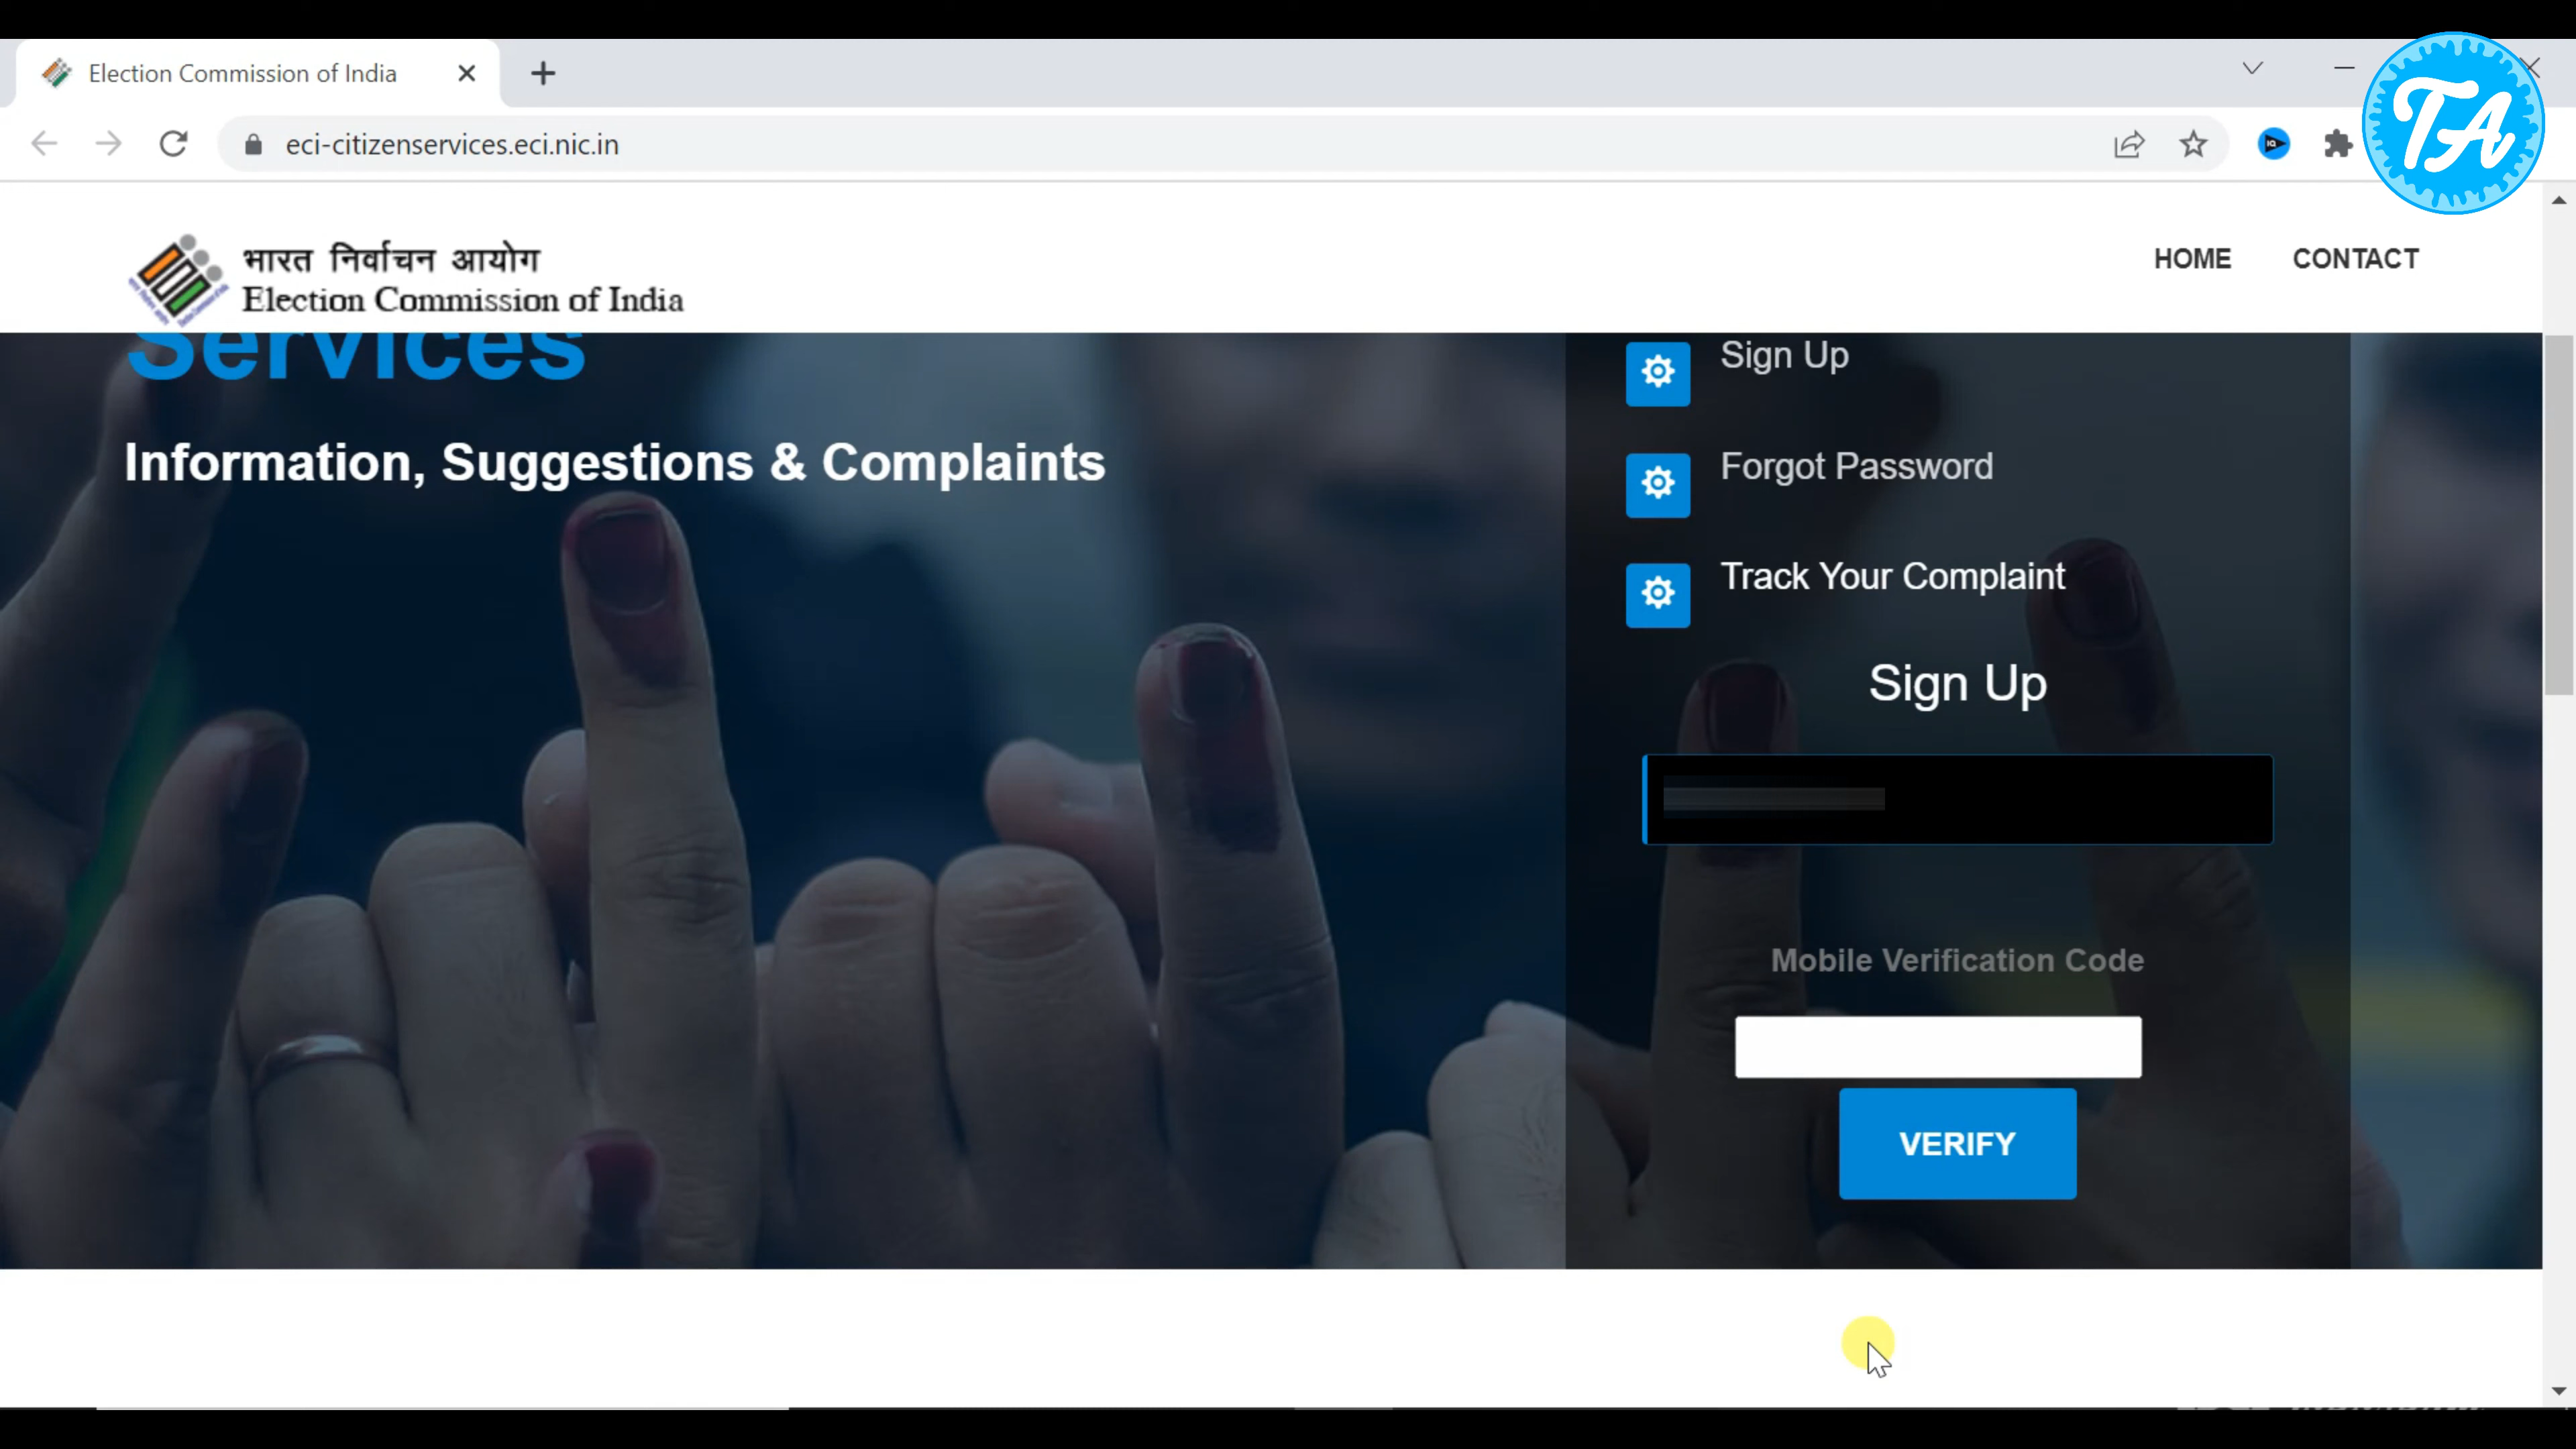 Election Commission of India
eci-citizenservices.eci.nic.in
TA
भारत निर्वाचन आयोग
Election Commission of India
HOME
CONTACT
Services
Information, Suggestions & Complaints
Sign Up
Forgot Password
Track Your Complaint
Sign Up
Mobile Verification Code
VERIFY